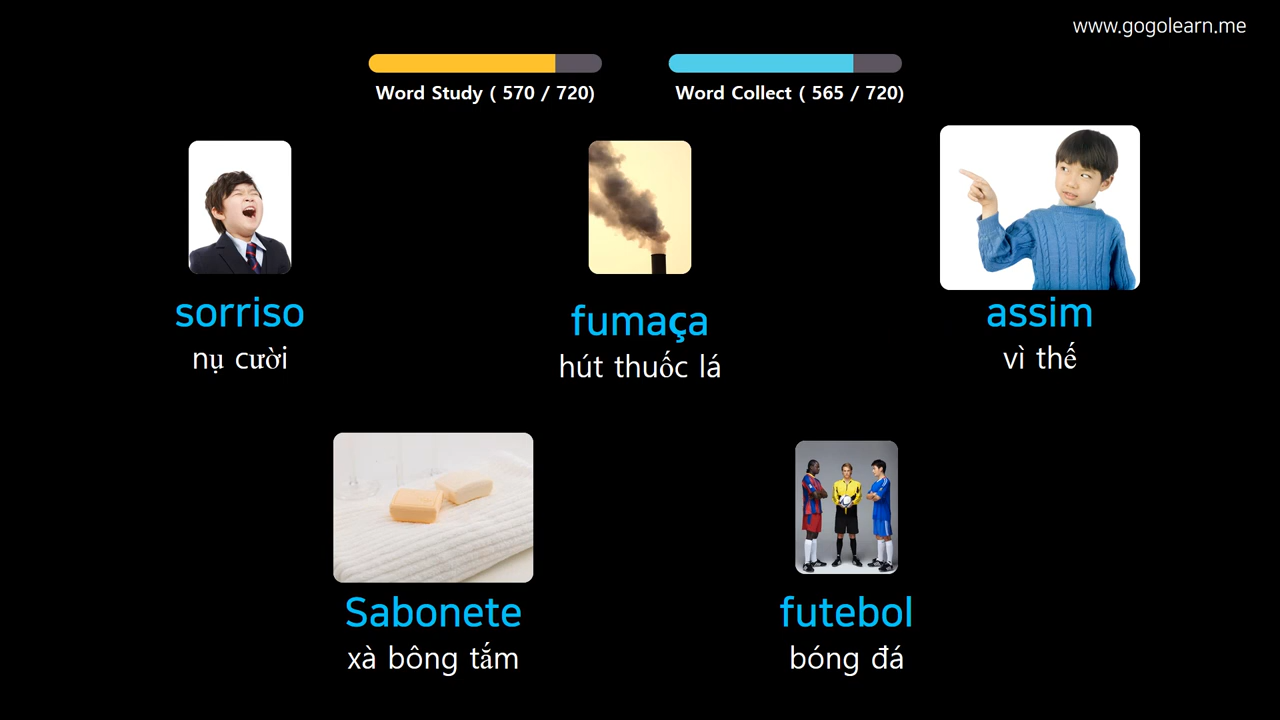 www.gogolearn.me
Word Study ( 570 / 720)
Word Collect ( 565 / 720)
sorriso
nụ cười
fumaça
hút thuốc lá
assim
vì thế
Sabonete
xà bông tắm
futebol
bóng đá